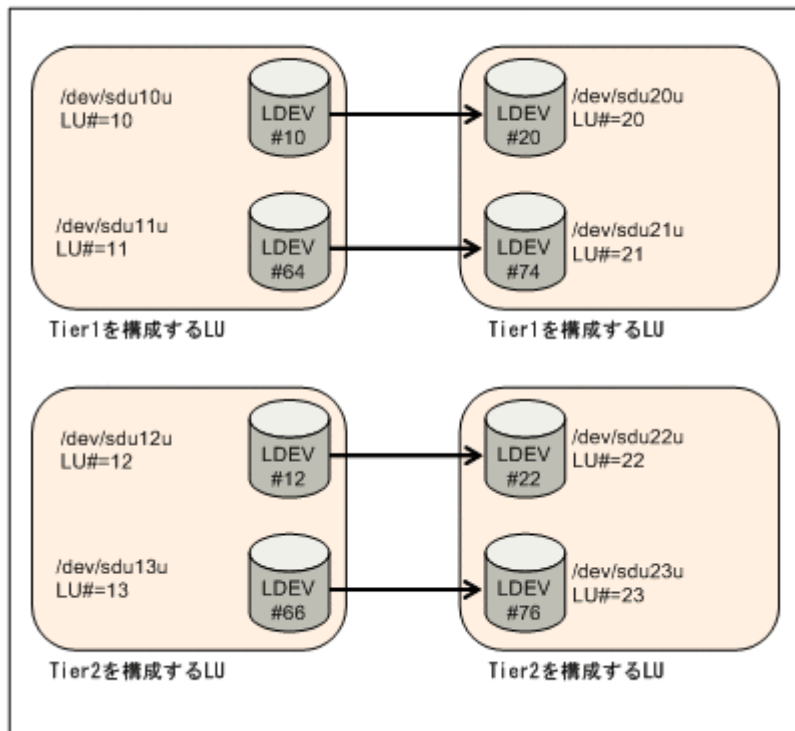 /dev/sdu10u
LU#=10
LDEV
#10
LDEV
#20
/dev/sdu20u
LU#=20
/dev/sdu11u
LU#=11
LDEV
#64
LDEV
#74
/dev/sdu21u
LU#=21
Tier1を構成するLU
Tier1を構成するLU
/dev/sdu12u
LU#=12
LDEV
#12
LDEV
#22
/dev/sdu22u
LU#=22
/dev/sdu13u
LU#=13
LDEV
#66
LDEV
#76
/dev/sdu23u
LU#=23
Tier2を構成するLU
Tier2を構成するLU